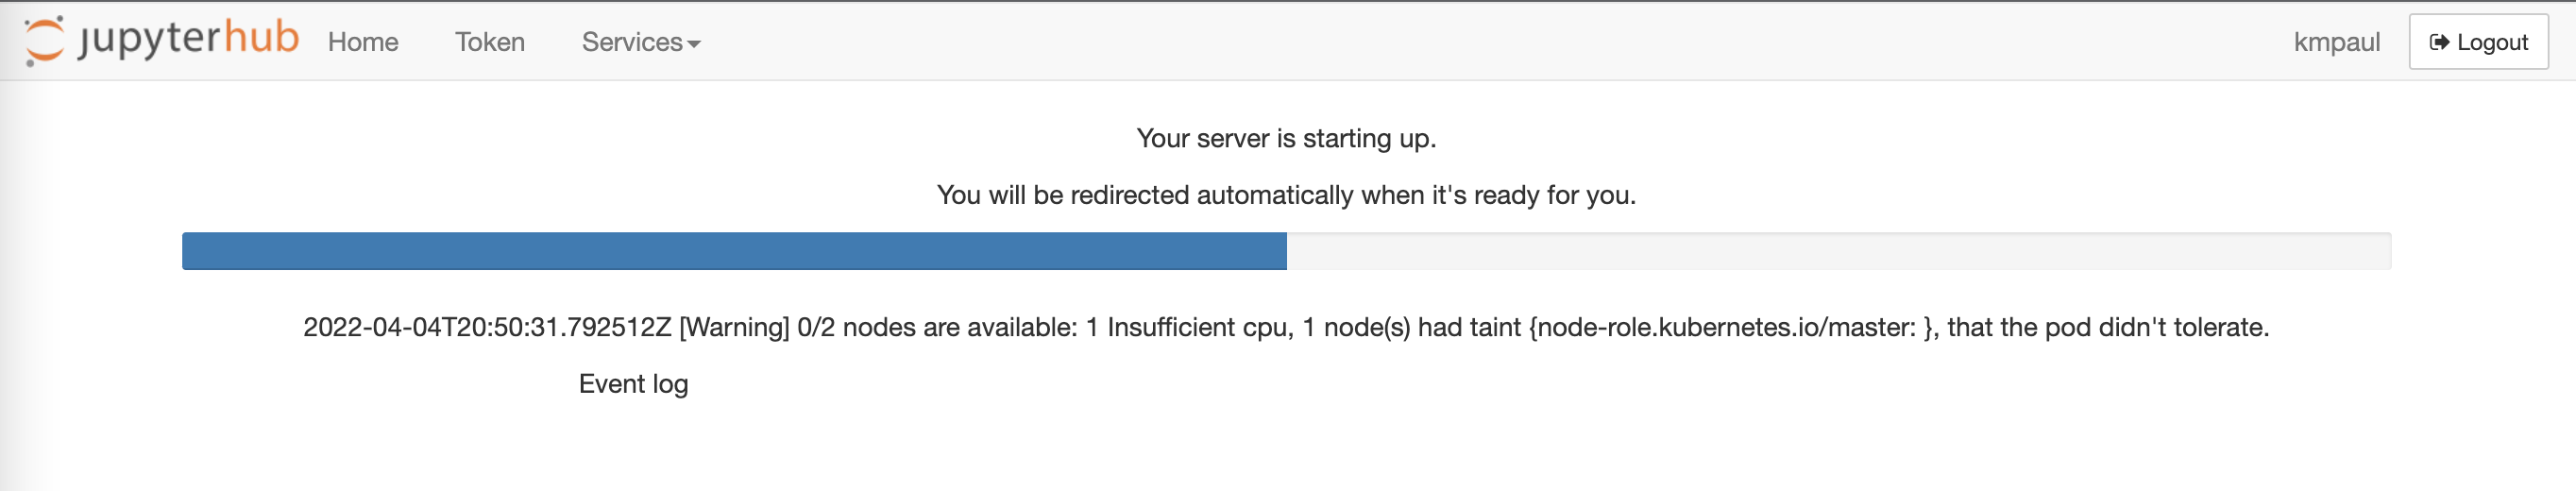 jupyterhub Home Token Services kmpaul Logout
Your server is starting up.
You will be redirected automatically when it's ready for you.
2022-04-04T20:50:31.792512Z [Warning] 0/2 nodes are available: 1 Insufficient cpu, 1 node(s) had taint {node-role.kubernetes.io/master: }, that the pod didn't tolerate.
Event log